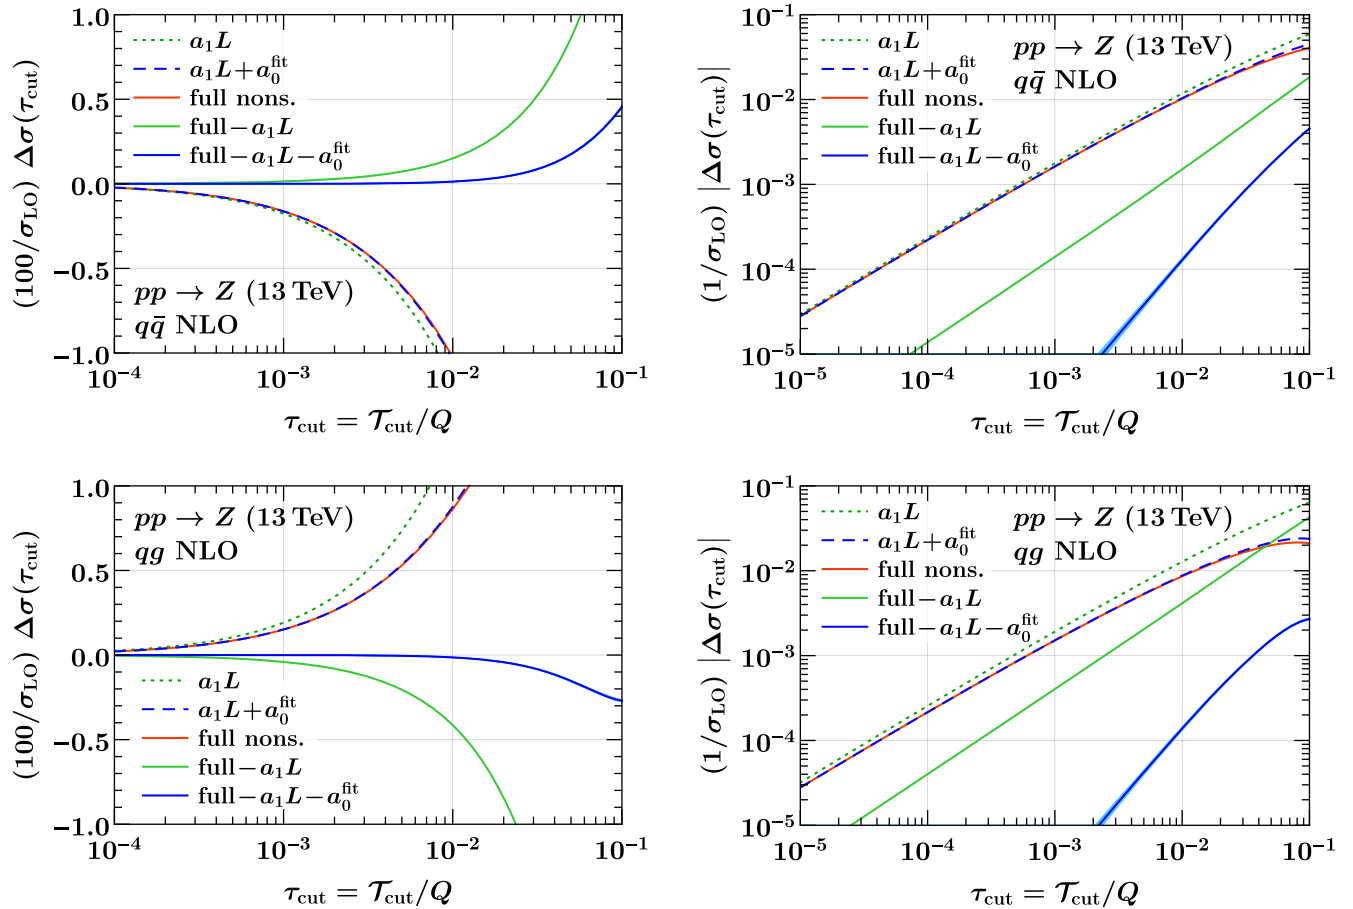 (100/σ_LO) Δσ(τ_cut)
1.0
0.5
0.0
−0.5
−1.0
a₁L
a₁L+a₀^fit
full nons.
full−a₁L
full−a₁L−a₀^fit
pp → Z (13 TeV)
qq̄ NLO
10⁻⁴
10⁻³
10⁻²
10⁻¹
τ_cut = 𝒯_cut/Q
(1/σ_LO) |Δσ(τ_cut)|
10⁻¹
10⁻²
10⁻³
10⁻⁴
10⁻⁵
a₁L
a₁L+a₀^fit
full nons.
full−a₁L
full−a₁L−a₀^fit
pp → Z (13 TeV)
qq̄ NLO
10⁻⁵
10⁻⁴
10⁻³
10⁻²
10⁻¹
τ_cut = 𝒯_cut/Q
(100/σ_LO) Δσ(τ_cut)
1.0
0.5
0.0
−0.5
−1.0
pp → Z (13 TeV)
qg NLO
a₁L
a₁L+a₀^fit
full nons.
full−a₁L
full−a₁L−a₀^fit
10⁻⁴
10⁻³
10⁻²
10⁻¹
τ_cut = 𝒯_cut/Q
(1/σ_LO) |Δσ(τ_cut)|
10⁻¹
10⁻²
10⁻³
10⁻⁴
10⁻⁵
a₁L
a₁L+a₀^fit
full nons.
full−a₁L
full−a₁L−a₀^fit
pp → Z (13 TeV)
qg NLO
10⁻⁵
10⁻⁴
10⁻³
10⁻²
10⁻¹
τ_cut = 𝒯_cut/Q